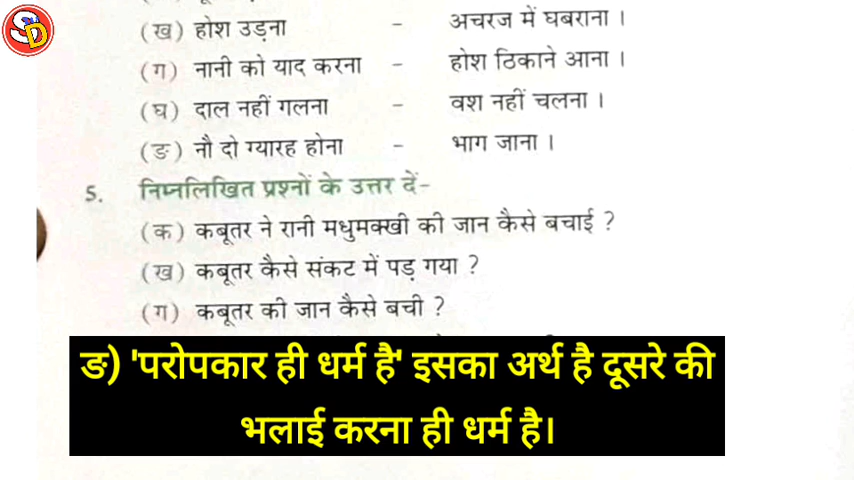 SD
(ख) होश उड़ना - अचरज में घबराना ।
(ग) नानी को याद करना - होश ठिकाने आना ।
(घ) दाल नहीं गलना - वश नहीं चलना ।
(ङ) नौ दो ग्यारह होना - भाग जाना ।
5. निम्नलिखित प्रश्नों के उत्तर दें-
(क) कबूतर ने रानी मधुमक्खी की जान कैसे बचाई ?
(ख) कबूतर कैसे संकट में पड़ गया ?
(ग) कबूतर की जान कैसे बची ?
ङ) 'परोपकार ही धर्म है' इसका अर्थ है दूसरे की
भलाई करना ही धर्म है।